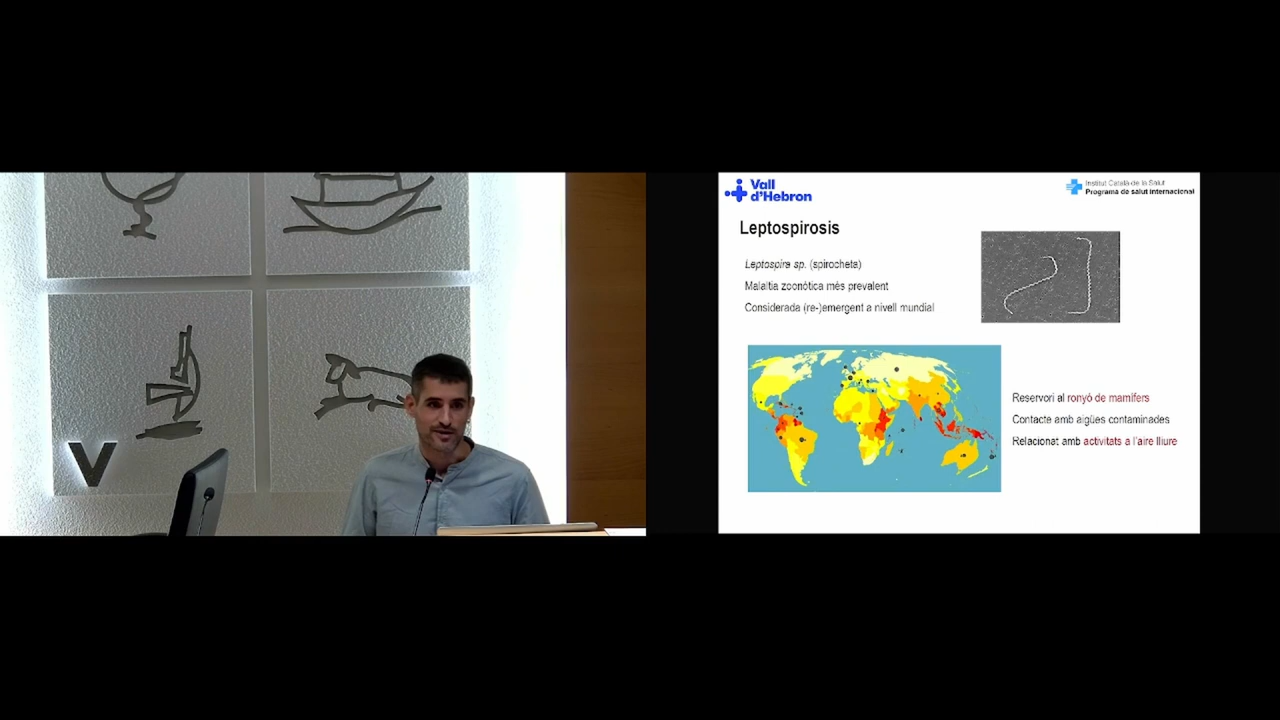 V
Vall
d'Hebron
Institut Català de la Salut
Programa de salut internacional
Leptospirosis
Leptospira sp. (spirocheta)
Malaltia zoonòtica més prevalent
Considerada (re-)emergent a nivell mundial
Reservori al ronyó de mamífers
Contacte amb aigües contaminades
Relacionat amb activitats a l'aire lliure